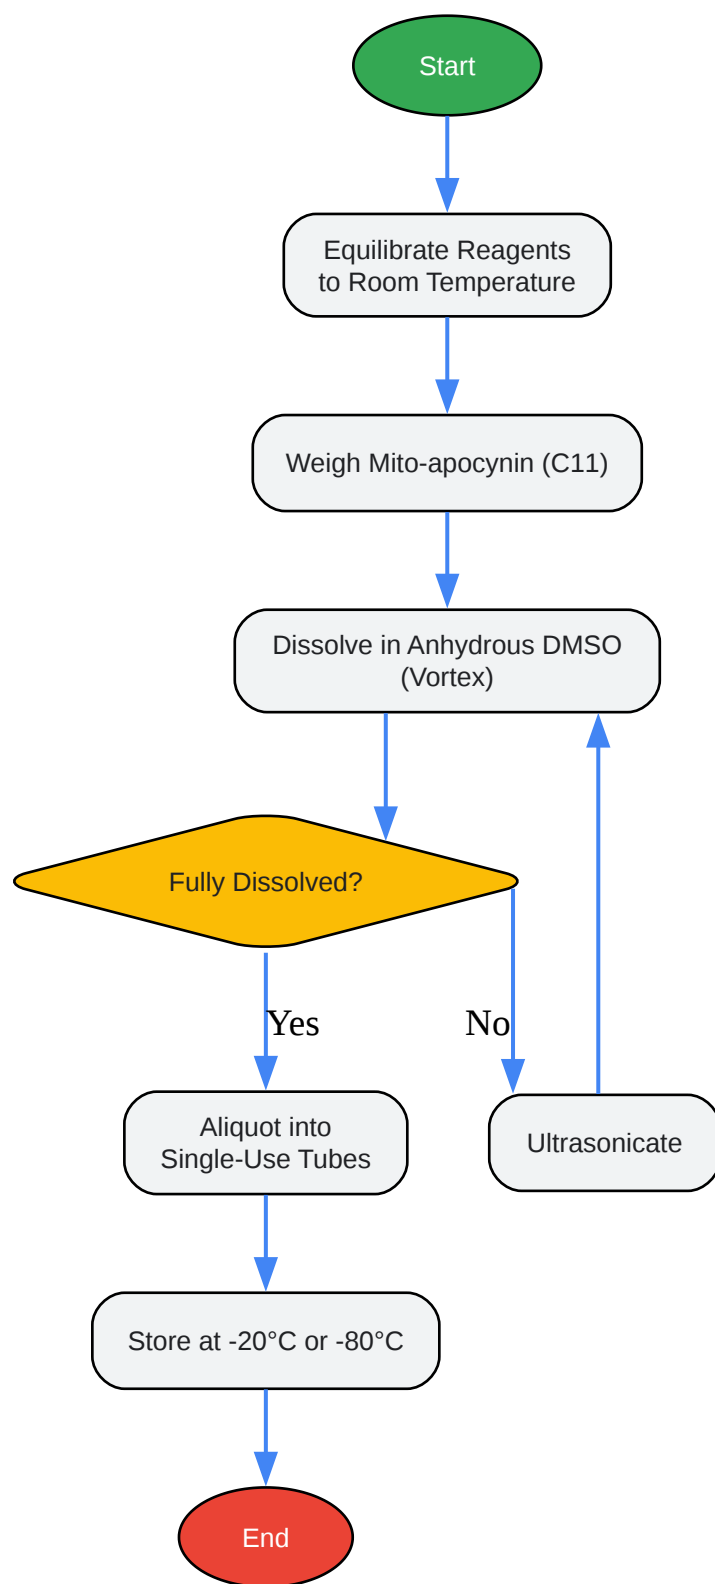 Start
Equilibrate Reagents
to Room Temperature
Weigh Mito-apocynin (C11)
Dissolve in Anhydrous DMSO
(Vortex)
Fully Dissolved?
Yes
No
Aliquot into
Single-Use Tubes
Ultrasonicate
Store at -20°C or -80°C
End